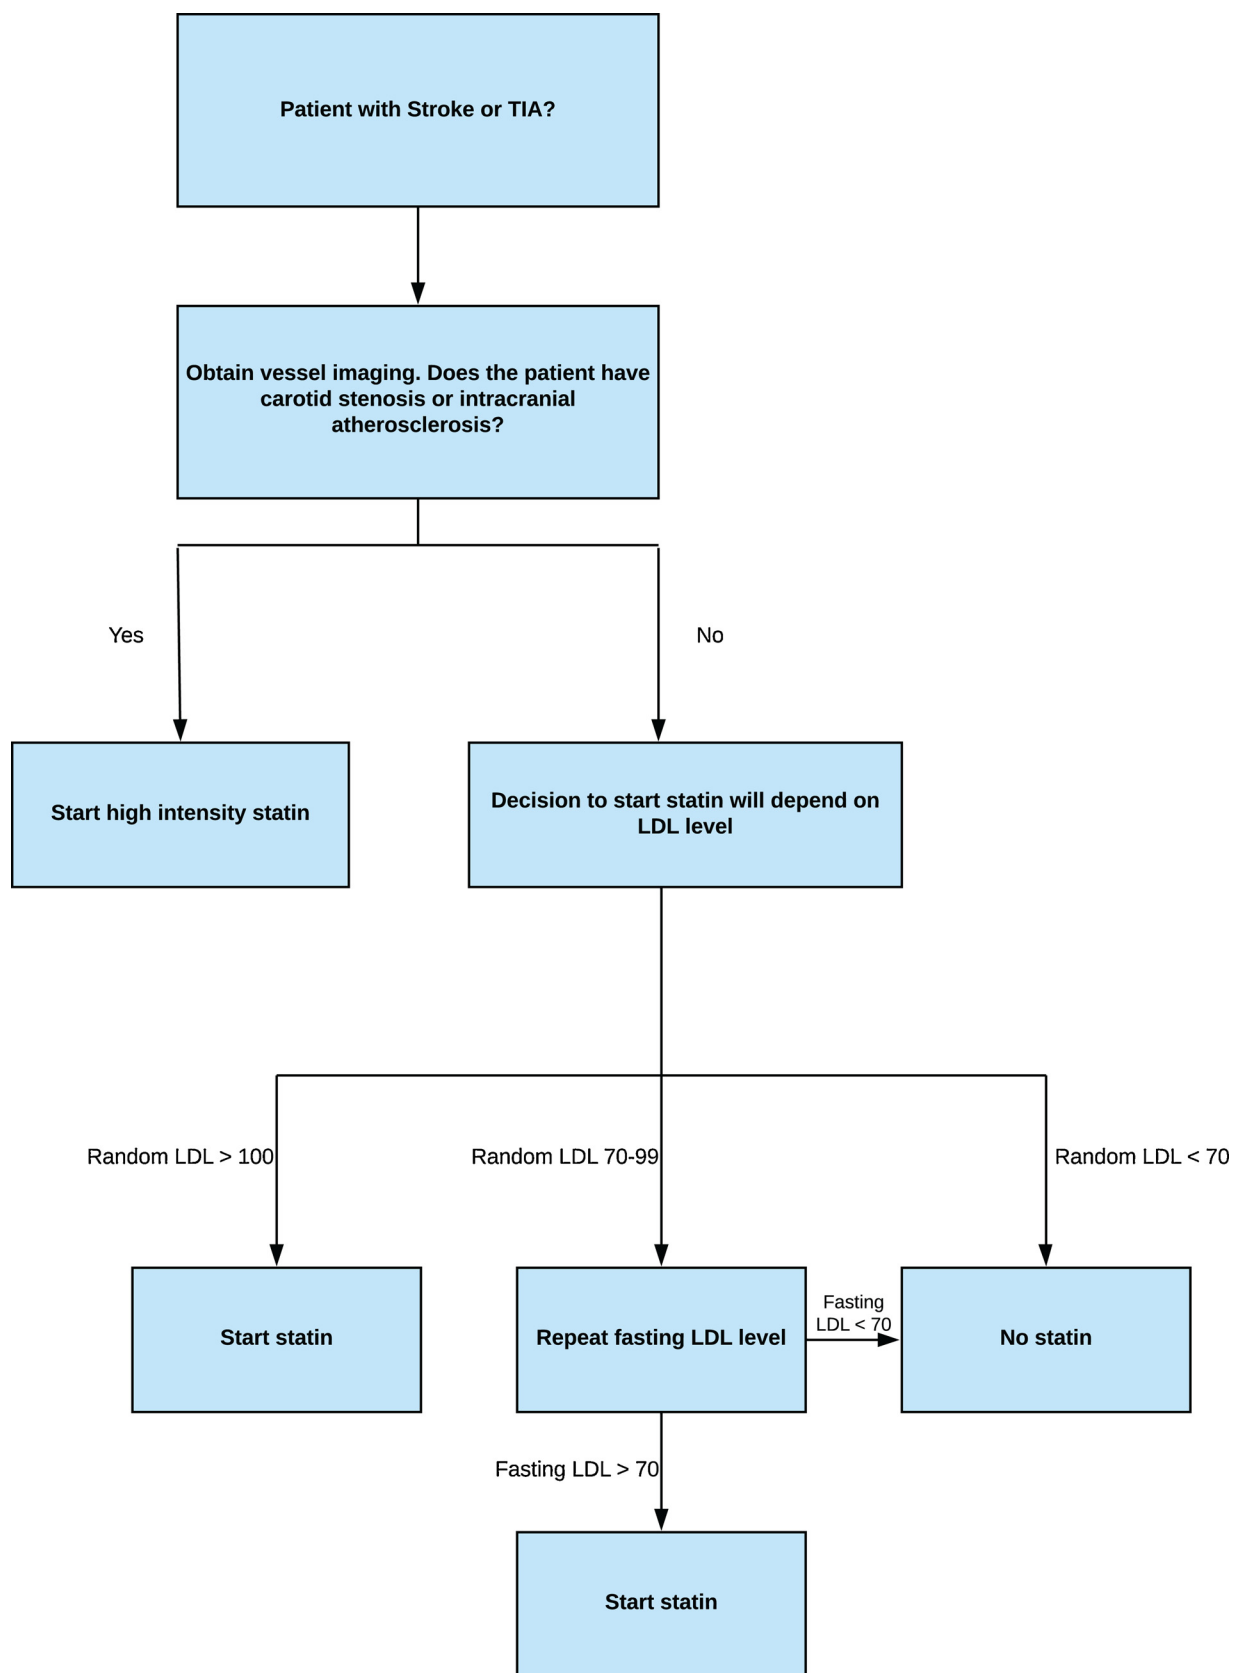 Patient with Stroke or TIA?
Obtain vessel imaging. Does the patient have
carotid stenosis or intracranial
atherosclerosis?
Yes
No
Start high intensity statin
Decision to start statin will depend on
LDL level
Random LDL > 100
Random LDL 70-99
Random LDL < 70
Start statin
Repeat fasting LDL level
Fasting
LDL < 70
No statin
Fasting LDL > 70
Start statin